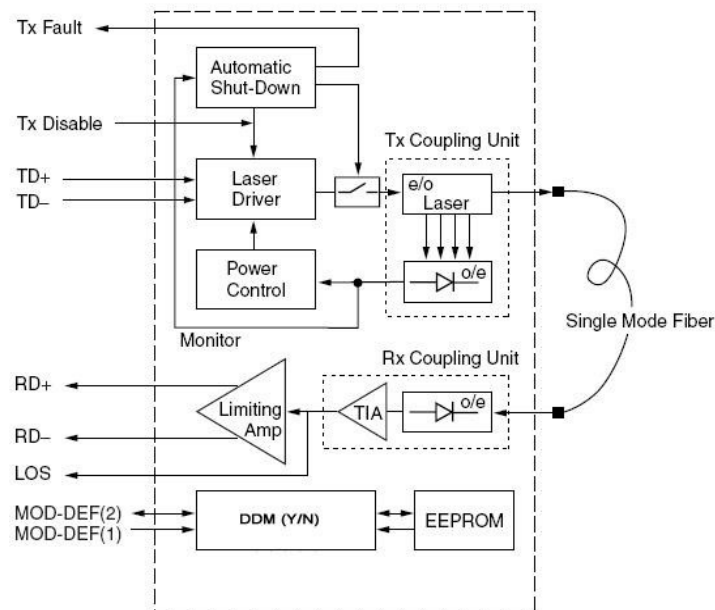 Tx Fault
Automatic
Shut-Down
Tx Disable
Tx Coupling Unit
TD+
TD–
Laser
Driver
e/o
Laser
Power
Control
o/e
Monitor
Single Mode Fiber
Rx Coupling Unit
RD+
RD–
Limiting
Amp
TIA
o/e
LOS
MOD-DEF(2)
MOD-DEF(1)
DDM (Y/N)
EEPROM